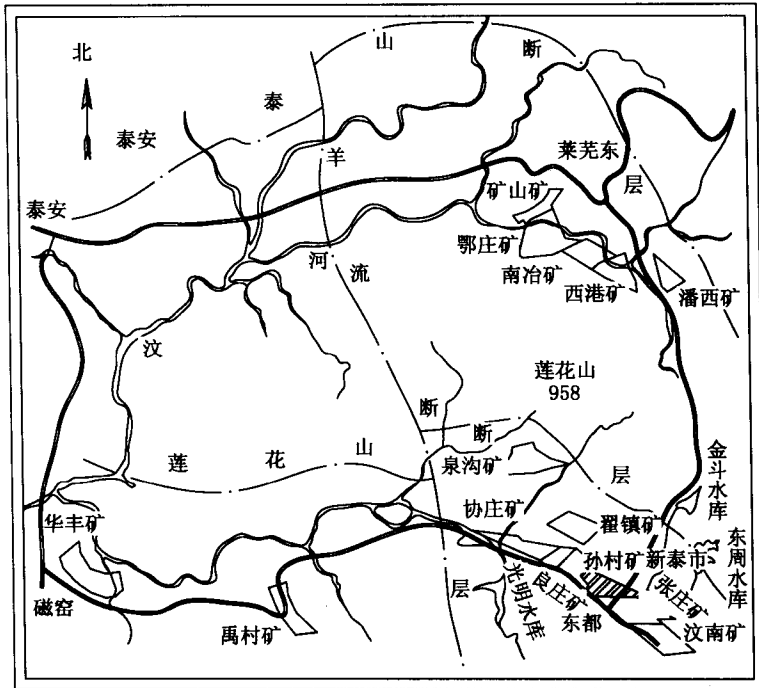 北
泰安
泰山断层
泰安
羊流断层
莱芜东
矿山矿
鄂庄矿
南冶矿
西港矿
潘西矿
汶河
莲花山
958
莲花山断层
泉沟矿
协庄矿
翟镇矿
金斗水库
东周水库
华丰矿
孙村矿
新泰市
张庄矿
良庄矿
光明水库
东都
汶南矿
磁窑
禹村矿